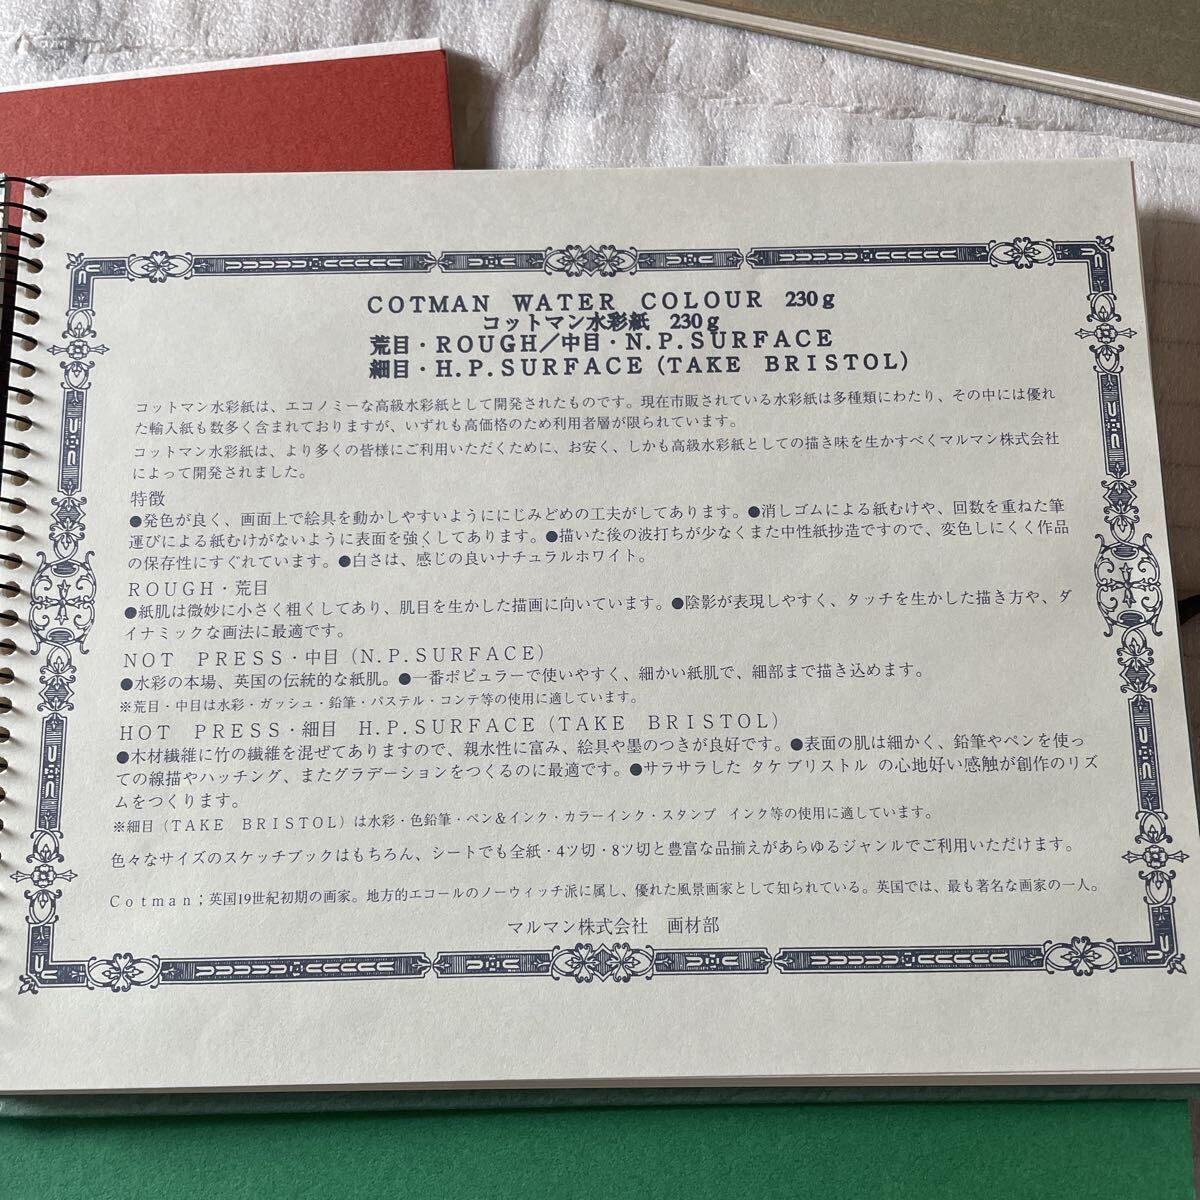 COTMAN WATER COLOUR 230g
コットマン水彩紙 230g
荒目・ROUGH／中目・N.P.SURFACE
細目・H.P.SURFACE(TAKE BRISTOL)
コットマン水彩紙は、エコノミーな高級水彩紙として開発されたものです。現在市販されている水彩紙は多種類にわたり、その中には優れ
た輸入紙も数多く含まれておりますが、いずれも高価格のため利用者層が限られています。
コットマン水彩紙は、より多くの皆様にご利用いただくために、お安く、しかも高級水彩紙としての描き味を生かすべくマルマン株式会社
によって開発されました。
特徴
●発色が良く、画面上で絵具を動かしやすいようににじみどめの工夫がしてあります。●消しゴムによる紙むけや、回数を重ねた筆
運びによる紙むけがないように表面を強くしてあります。●描いた後の波打ちが少なくまた中性紙抄造ですので、変色しにくく作品
の保存性にすぐれています。●白さは、感じの良いナチュラルホワイト。
ROUGH・荒目
●紙肌は微妙に小さく粗くしてあり、肌目を生かした描画に向いています。●陰影が表現しやすく、タッチを生かした描き方や、ダ
イナミックな画法に最適です。
NOT PRESS・中目(N.P.SURFACE)
●水彩の本場、英国の伝統的な紙肌。●一番ポピュラーで使いやすく、細かい紙肌で、細部まで描き込めます。
※荒目・中目は水彩・ガッシュ・鉛筆・パステル・コンテ等の使用に適しています。
HOT PRESS・細目 H.P.SURFACE(TAKE BRISTOL)
●木材繊維に竹の繊維を混ぜてありますので、親水性に富み、絵具や墨のつきが良好です。●表面の肌は細かく、鉛筆やペンを使っ
ての線描やハッチング、またグラデーションをつくるのに最適です。●サラサラした タケ ブリストル の心地好い感触が創作のリズ
ムをつくります。
※細目(TAKE BRISTOL)は水彩・色鉛筆・ペン&インク・カラーインク・スタンプ インク等の使用に適しています。
色々なサイズのスケッチブックはもちろん、シートでも全紙・4ツ切・8ツ切と豊富な品揃えがあらゆるジャンルでご利用いただけます。
Cotman；英国19世紀初期の画家。地方的エコールのノーウィッチ派に属し、優れた風景画家として知られている。英国では、最も著名な画家の一人。
マルマン株式会社 画材部